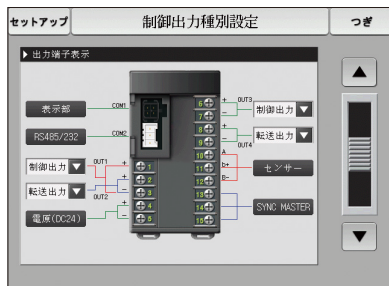 セットアップ
制御出力種別設定
つぎ
▶ 出力端子表示
表示部
COM1
RS485/232
COM2
制御出力 ▼
OUT1
+
-
転送出力 ▼
OUT2
+
-
電原(DC24)
+
-
1
2
3
4
5
6
7
8
9
10
11
12
13
14
15
+
-
OUT3
制御出力 ▼
+
-
OUT4
転送出力 ▼
A
b+
B-
センサー
SYNC MASTER